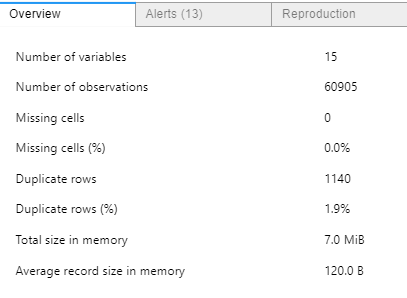 Overview Alerts (13) Reproduction
Number of variables 15
Number of observations 60905
Missing cells 0
Missing cells (%) 0.0%
Duplicate rows 1140
Duplicate rows (%) 1.9%
Total size in memory 7.0 MiB
Average record size in memory 120.0 B